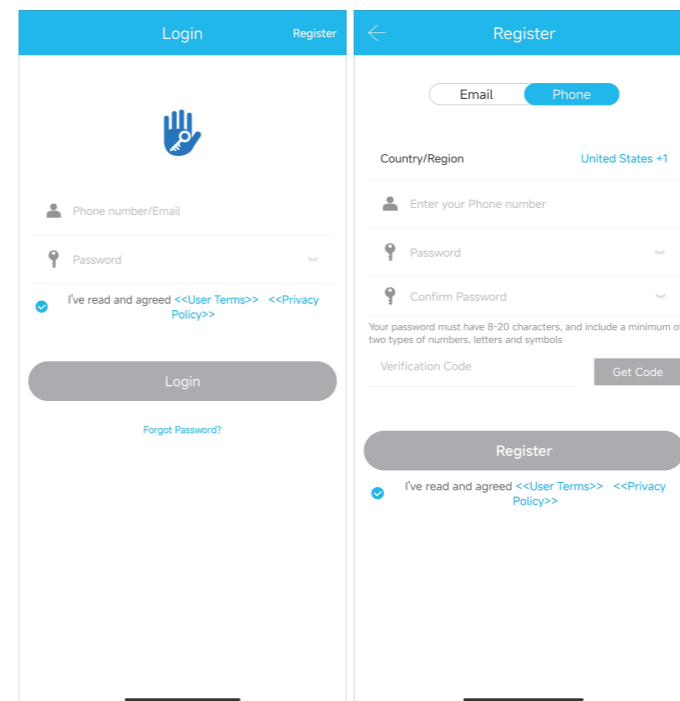 Login
Register
Phone number/Email
Password
I've read and agreed <<User Terms>> <<Privacy
Policy>>
Login
Forgot Password?
Register
Email
Phone
Country/Region
United States +1
Enter your Phone number
Password
Confirm Password
Your password must have 8-20 characters, and include a minimum of
two types of numbers, letters and symbols
Verification Code
Get Code
Register
I've read and agreed <<User Terms>> <<Privacy
Policy>>